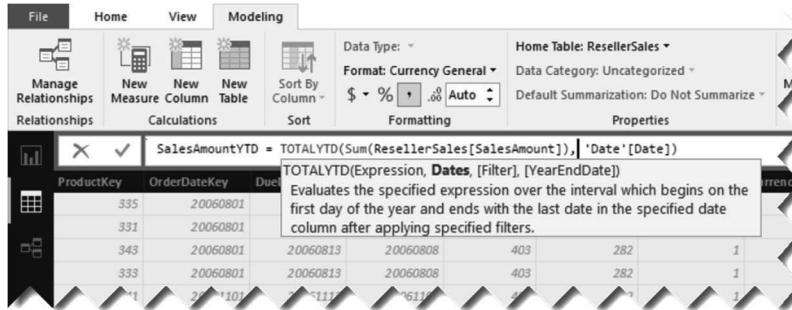 File Home View Modeling
Data Type: Home Table: ResellerSales
Format: Currency General Data Category: Uncategorized
Manage Relationships New Measure New Column New Table Sort By Column $ % , .00 Auto Default Summarization: Do Not Summarize
Relationships Calculations Sort Formatting Properties
SalesAmountYTD = TOTALYTD(Sum(ResellerSales[SalesAmount]), 'Date'[Date])
TOTALYTD(Expression, Dates, [Filter], [YearEndDate])
ProductKey OrderDateKey
Evaluates the specified expression over the interval which begins on the
335 20060801
first day of the year and ends with the last date in the specified date
331 20060801
column after applying specified filters.
343 20060801 20060813 20060808 403 282 1
333 20060801 20060813 20060808 403 282 1